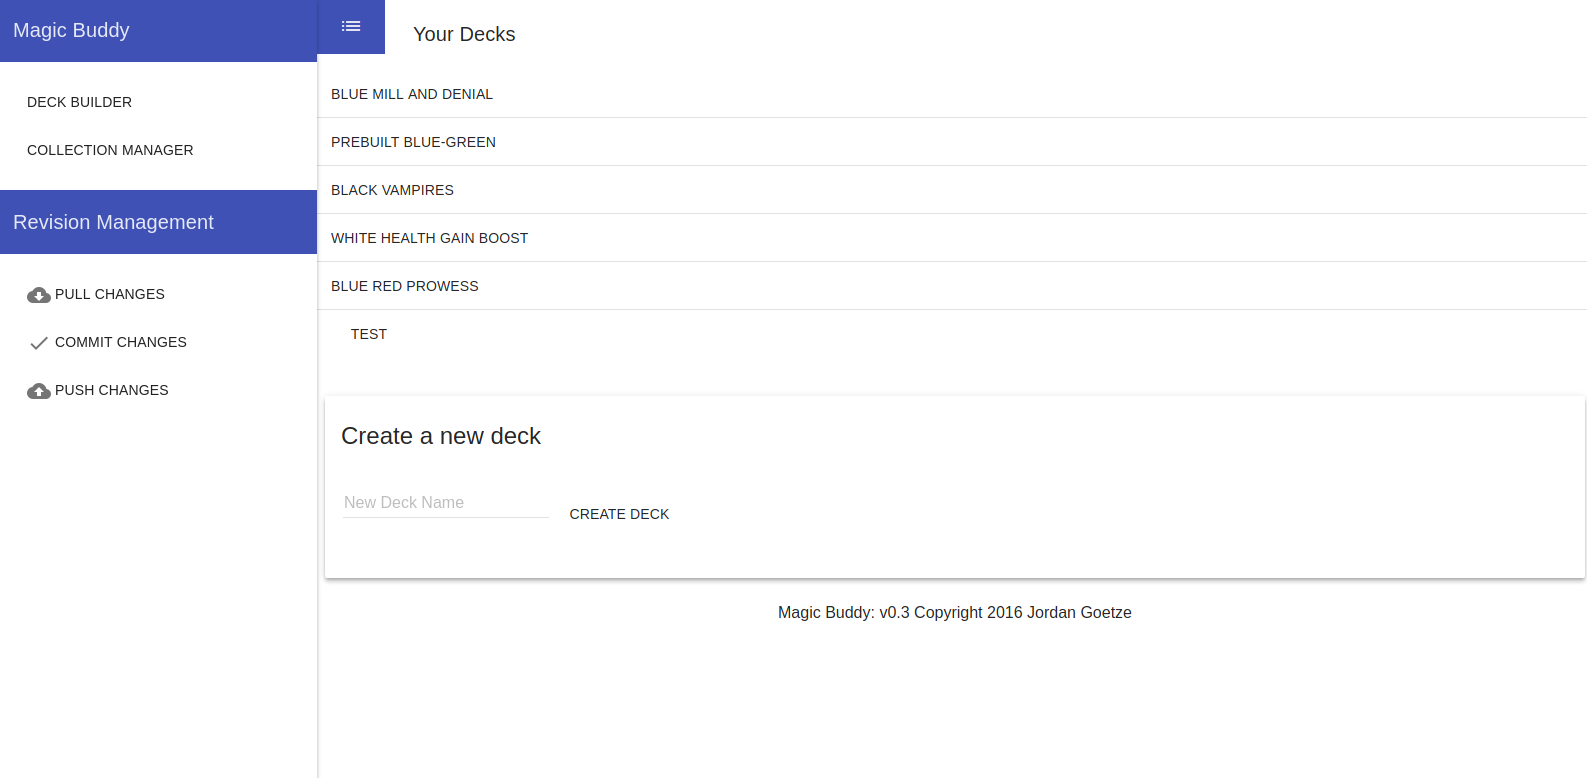 Magic Buddy
DECK BUILDER
COLLECTION MANAGER
Revision Management
PULL CHANGES
COMMIT CHANGES
PUSH CHANGES
Your Decks
BLUE MILL AND DENIAL
PREBUILT BLUE-GREEN
BLACK VAMPIRES
WHITE HEALTH GAIN BOOST
BLUE RED PROWESS
TEST
Create a new deck
New Deck Name
CREATE DECK
Magic Buddy: v0.3 Copyright 2016 Jordan Goetze